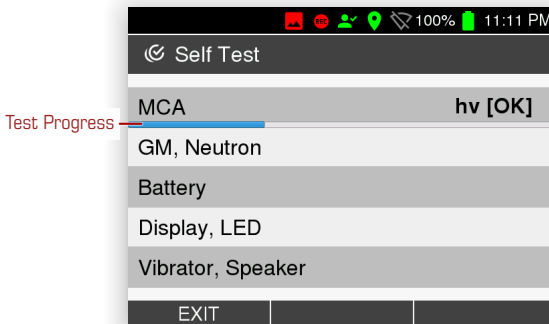 REC 100% 11:11 PM
Self Test
MCA hv [OK]
Test Progress
GM, Neutron
Battery
Display, LED
Vibrator, Speaker
EXIT